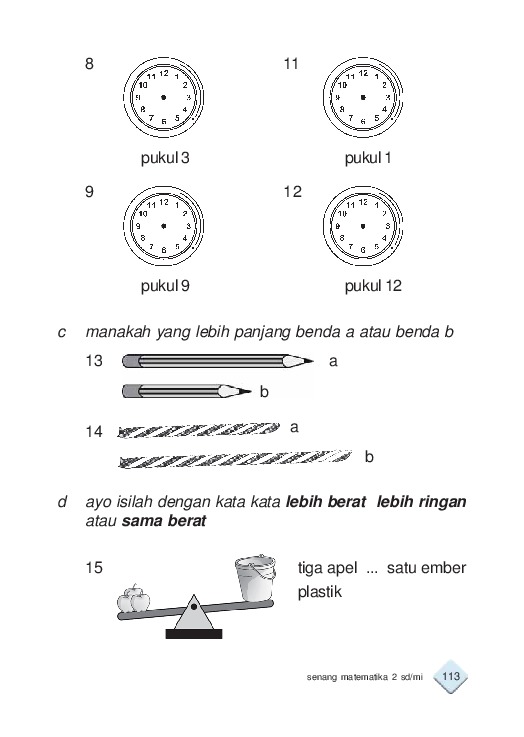 8
12 1 2 3 4 5 6 7 8 9 10 11
pukul 3
11
12 1 2 3 4 5 6 7 8 9 10 11
pukul 1
9
12 1 2 3 4 5 6 7 8 9 10 11
pukul 9
12
12 1 2 3 4 5 6 7 8 9 10 11
pukul 12
c manakah yang lebih panjang benda a atau benda b
13 a
b
14 a
b
d ayo isilah dengan kata kata lebih berat lebih ringan
atau sama berat
15 tiga apel ... satu ember
plastik
senang matematika 2 sd/mi 113